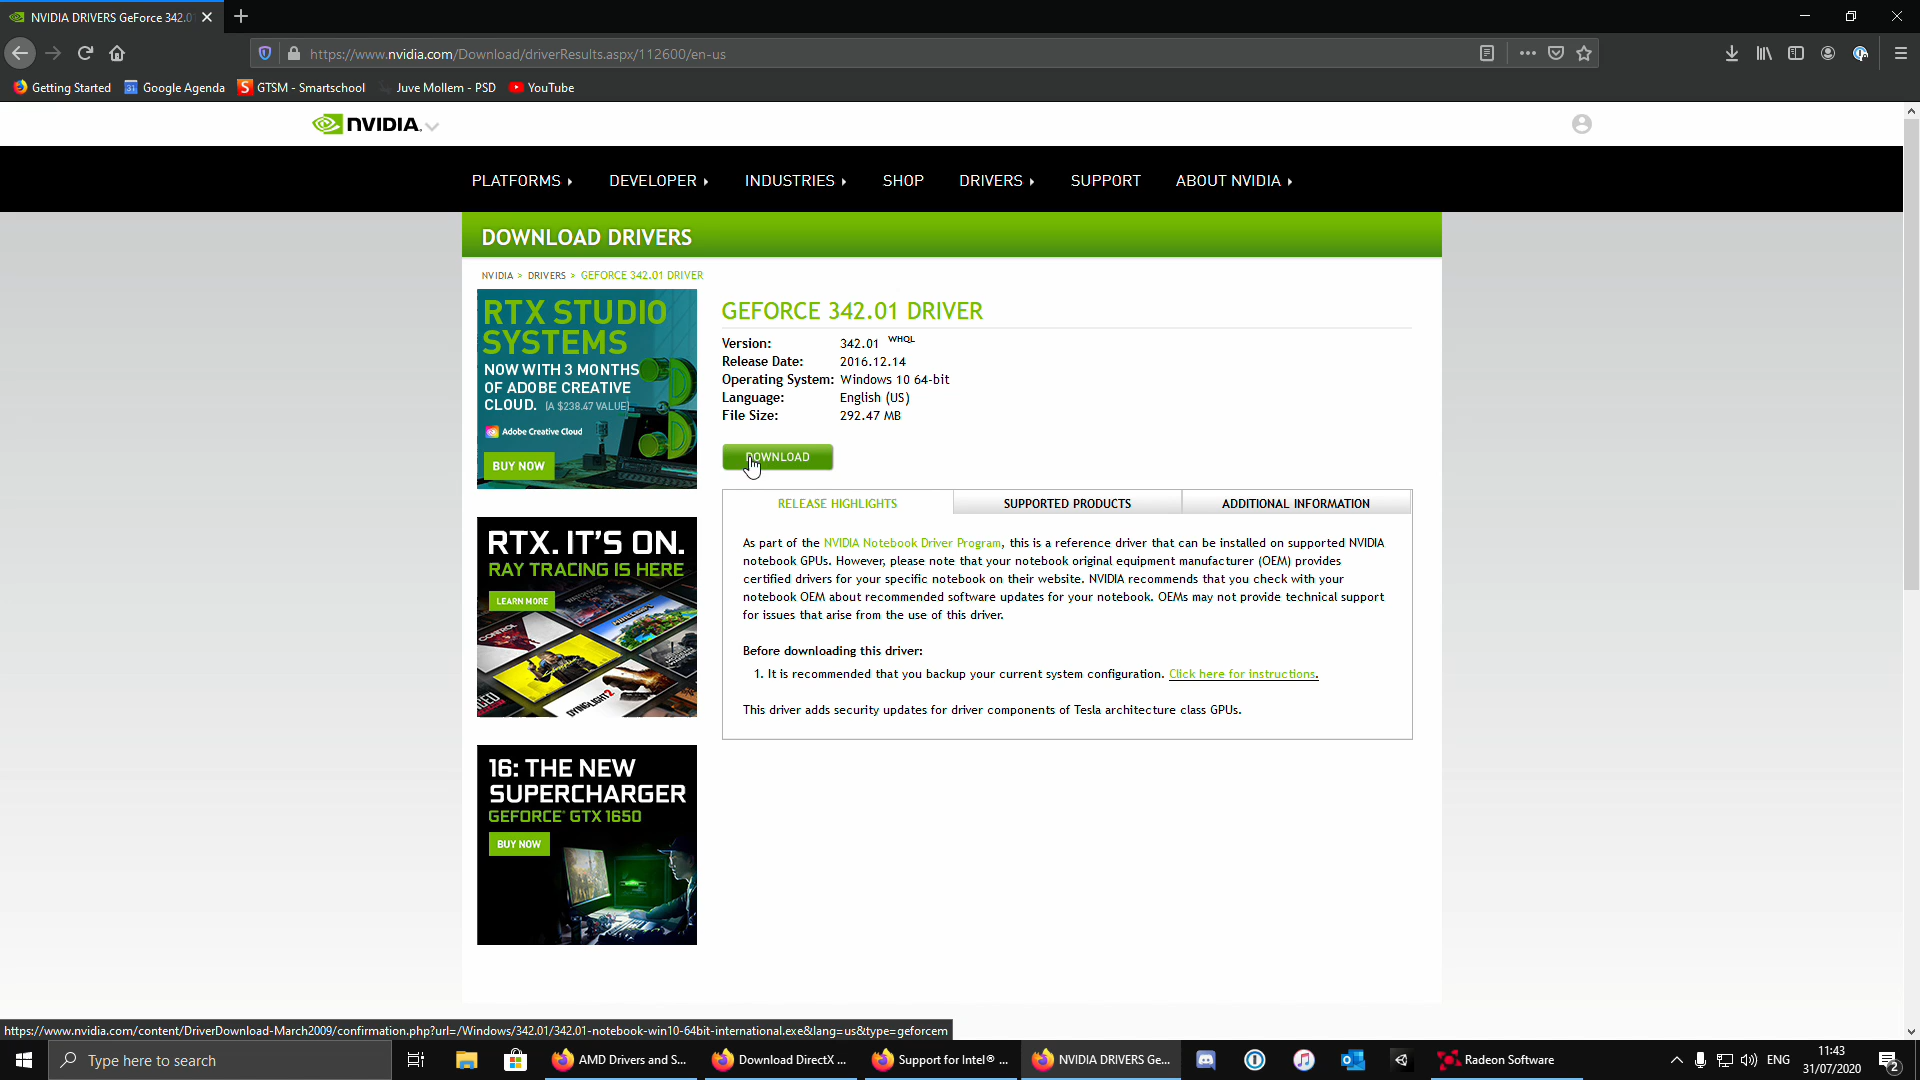 NVIDIA DRIVERS GeForce 342.01
https://www.nvidia.com/Download/driverResults.aspx/112600/en-us
Getting Started
Google Agenda
GTSM - Smartschool
Juve Mollem - PSD
YouTube
NVIDIA.
PLATFORMS
DEVELOPER
INDUSTRIES
SHOP
DRIVERS
SUPPORT
ABOUT NVIDIA
DOWNLOAD DRIVERS
NVIDIA > DRIVERS > GEFORCE 342.01 DRIVER
RTX STUDIO
SYSTEMS
NOW WITH 3 MONTHS
OF ADOBE CREATIVE
CLOUD. (A $238.47 VALUE)
Adobe Creative Cloud
BUY NOW
RTX. IT'S ON.
RAY TRACING IS HERE
LEARN MORE
CONTROL
MINECRAFT
DYING LIGHT 2
16: THE NEW
SUPERCHARGER
GEFORCE GTX 1650
BUY NOW
GEFORCE 342.01 DRIVER
Version: 342.01 WHQL
Release Date: 2016.12.14
Operating System: Windows 10 64-bit
Language: English (US)
File Size: 292.47 MB
DOWNLOAD
RELEASE HIGHLIGHTS
SUPPORTED PRODUCTS
ADDITIONAL INFORMATION
As part of the NVIDIA Notebook Driver Program, this is a reference driver that can be installed on supported NVIDIA
notebook GPUs. However, please note that your notebook original equipment manufacturer (OEM) provides
certified drivers for your specific notebook on their website. NVIDIA recommends that you check with your
notebook OEM about recommended software updates for your notebook. OEMs may not provide technical support
for issues that arise from the use of this driver.
Before downloading this driver:
1. It is recommended that you backup your current system configuration. Click here for instructions.
This driver adds security updates for driver components of Tesla architecture class GPUs.
https://www.nvidia.com/content/DriverDownload-March2009/confirmation.php?url=/Windows/342.01/342.01-notebook-win10-64bit-international.exe&lang=us&type=geforcem
Type here to search
AMD Drivers and S...
Download DirectX ...
Support for Intel® ...
NVIDIA DRIVERS Ge...
Radeon Software
ENG
11:43
31/07/2020
2